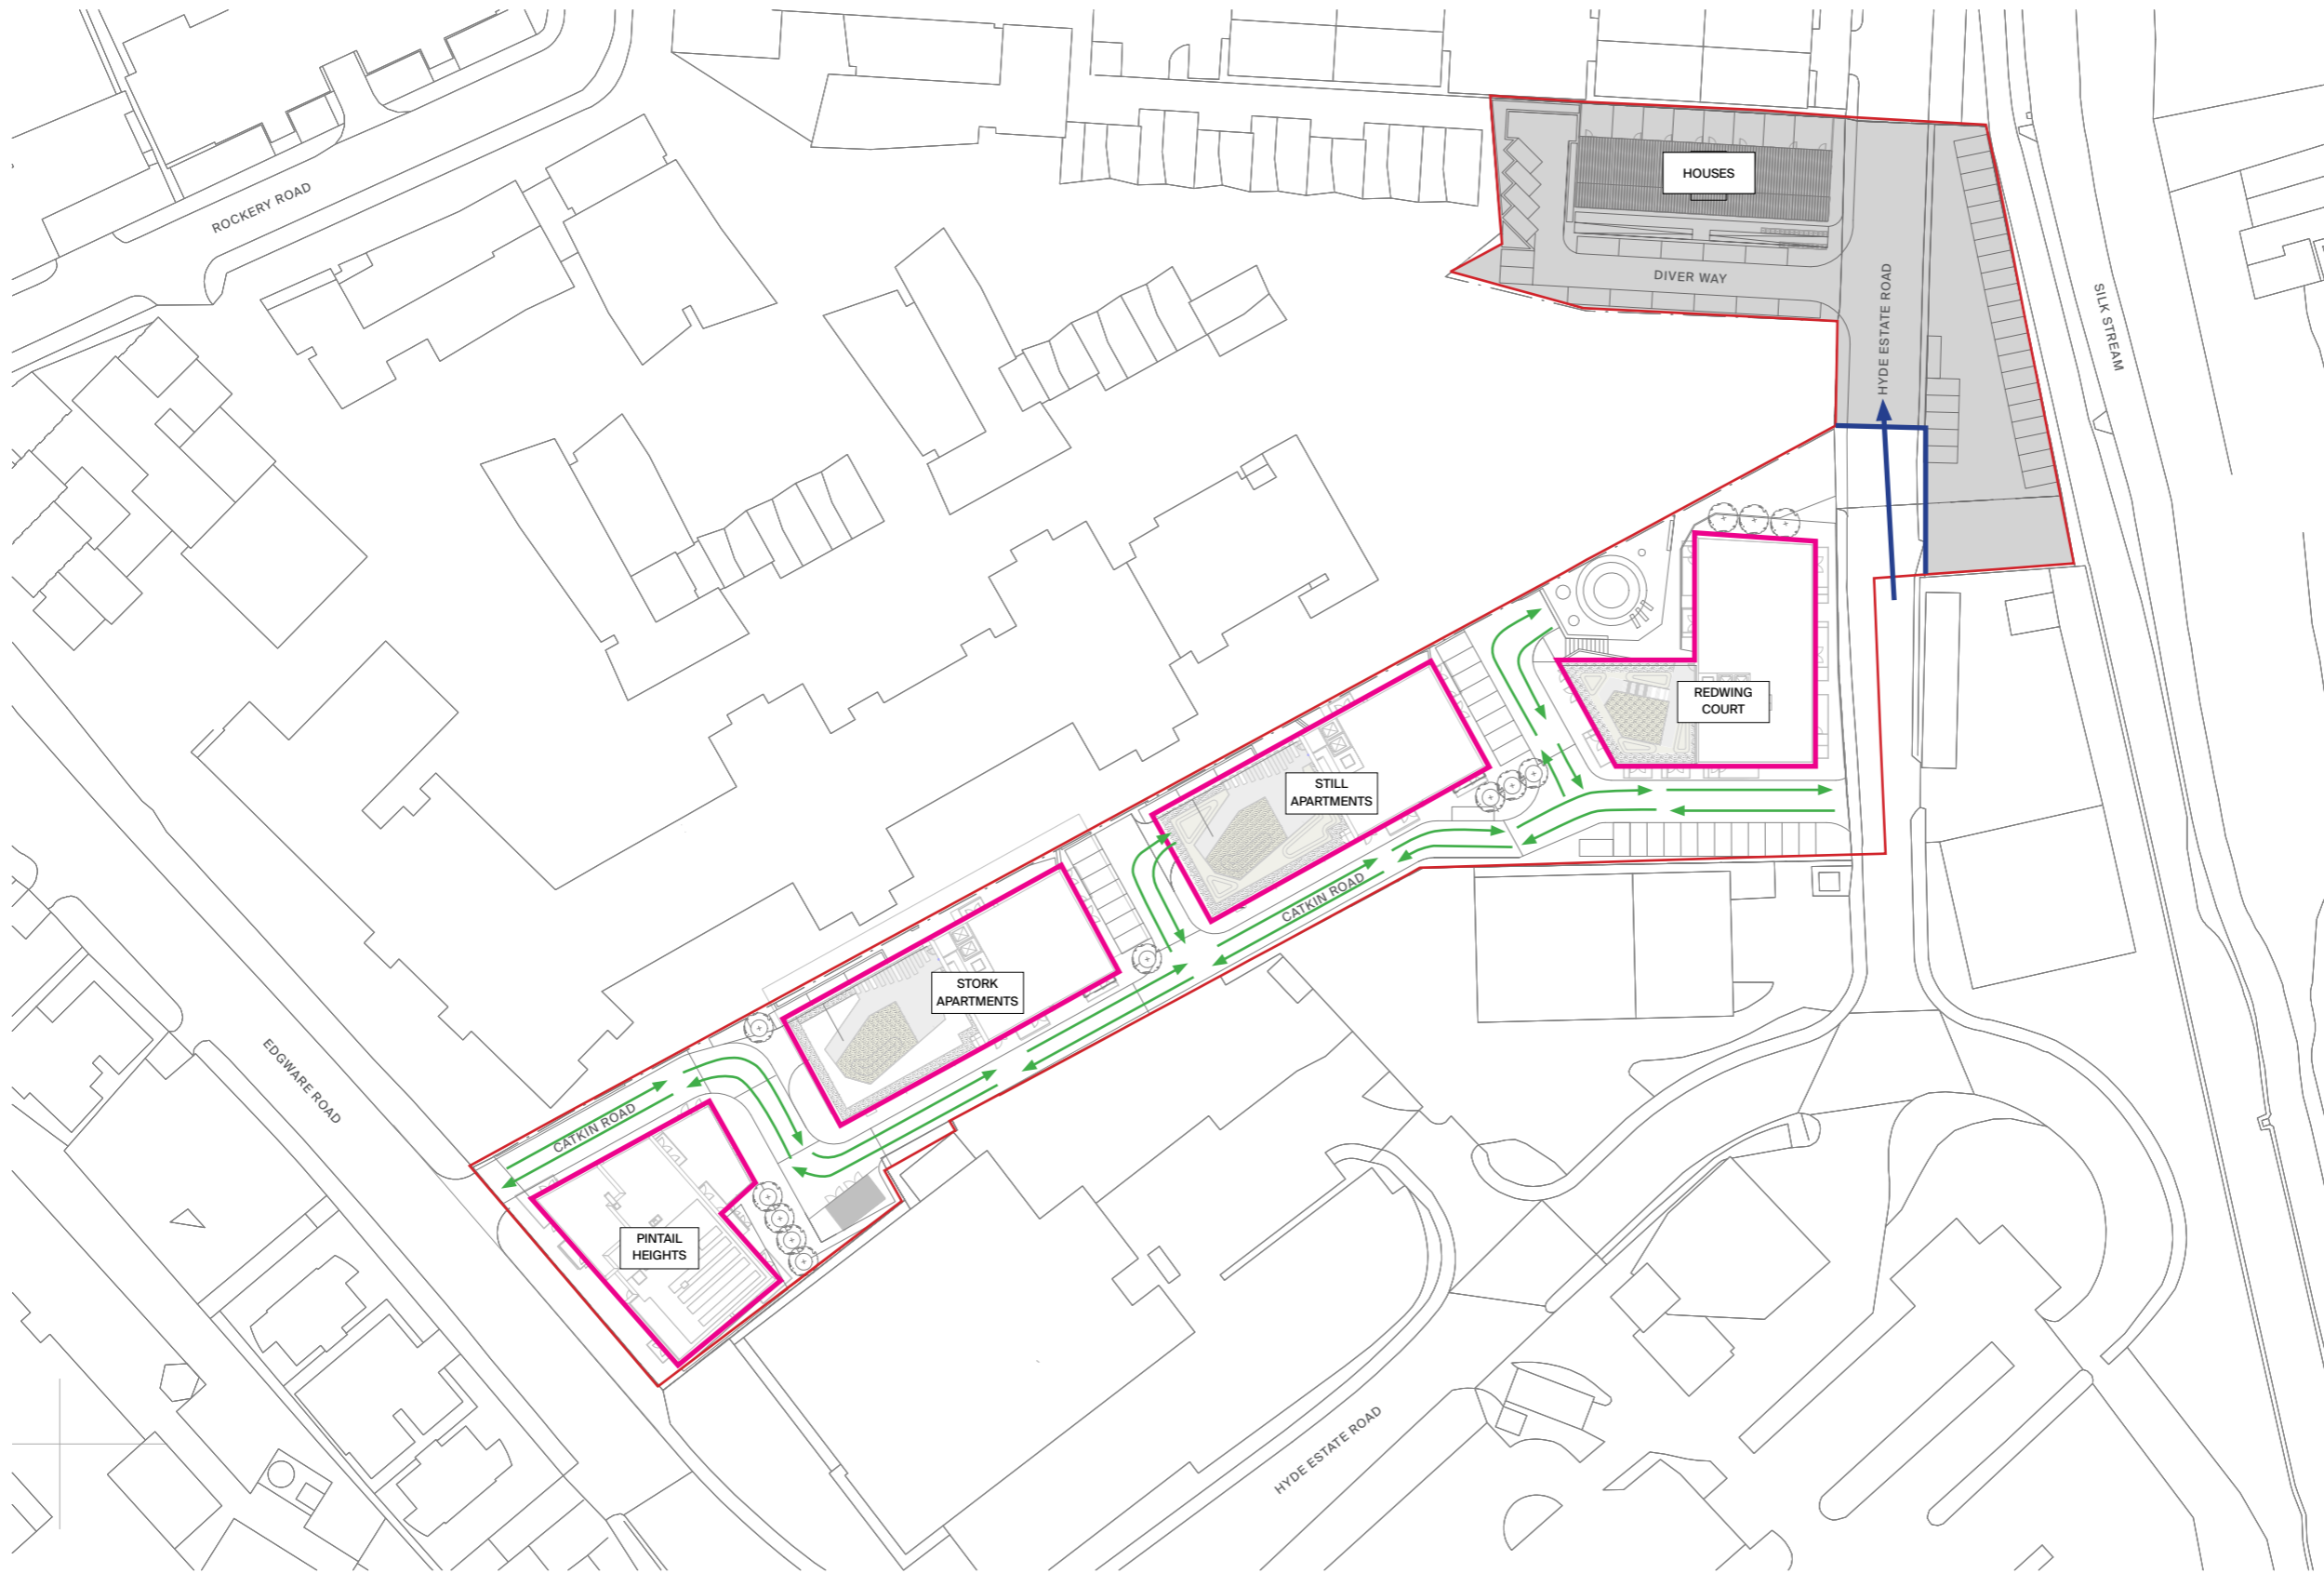 ROCKERY ROAD
HOUSES
DIVER WAY
HYDE ESTATE ROAD
SILK STREAM
REDWING
COURT
STILL
APARTMENTS
CATKIN ROAD
STORK
APARTMENTS
EDGWARE ROAD
CATKIN ROAD
PINTAIL
HEIGHTS
HYDE ESTATE ROAD